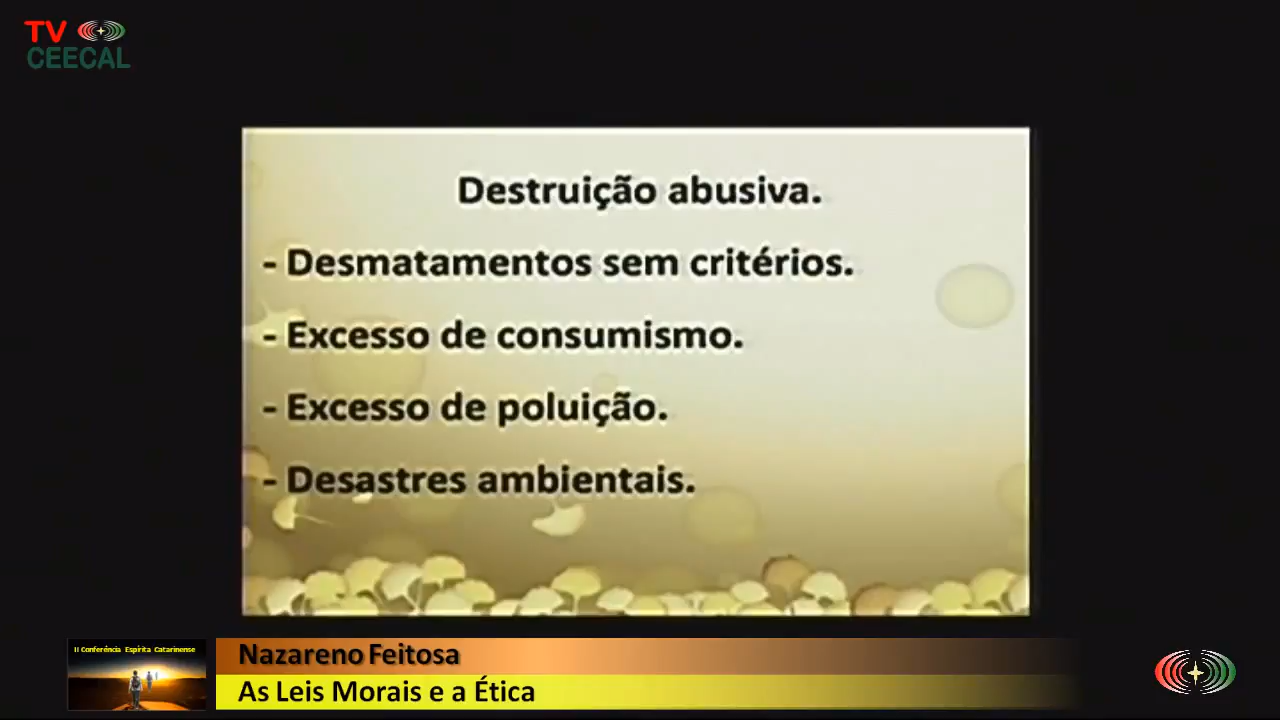 TV
CEECAL
Destruição abusiva.
- Desmatamentos sem critérios.
- Excesso de consumismo.
- Excesso de poluição.
- Desastres ambientais.
II Conferência Espírita Catarinense
Nazareno Feitosa
As Leis Morais e a Ética